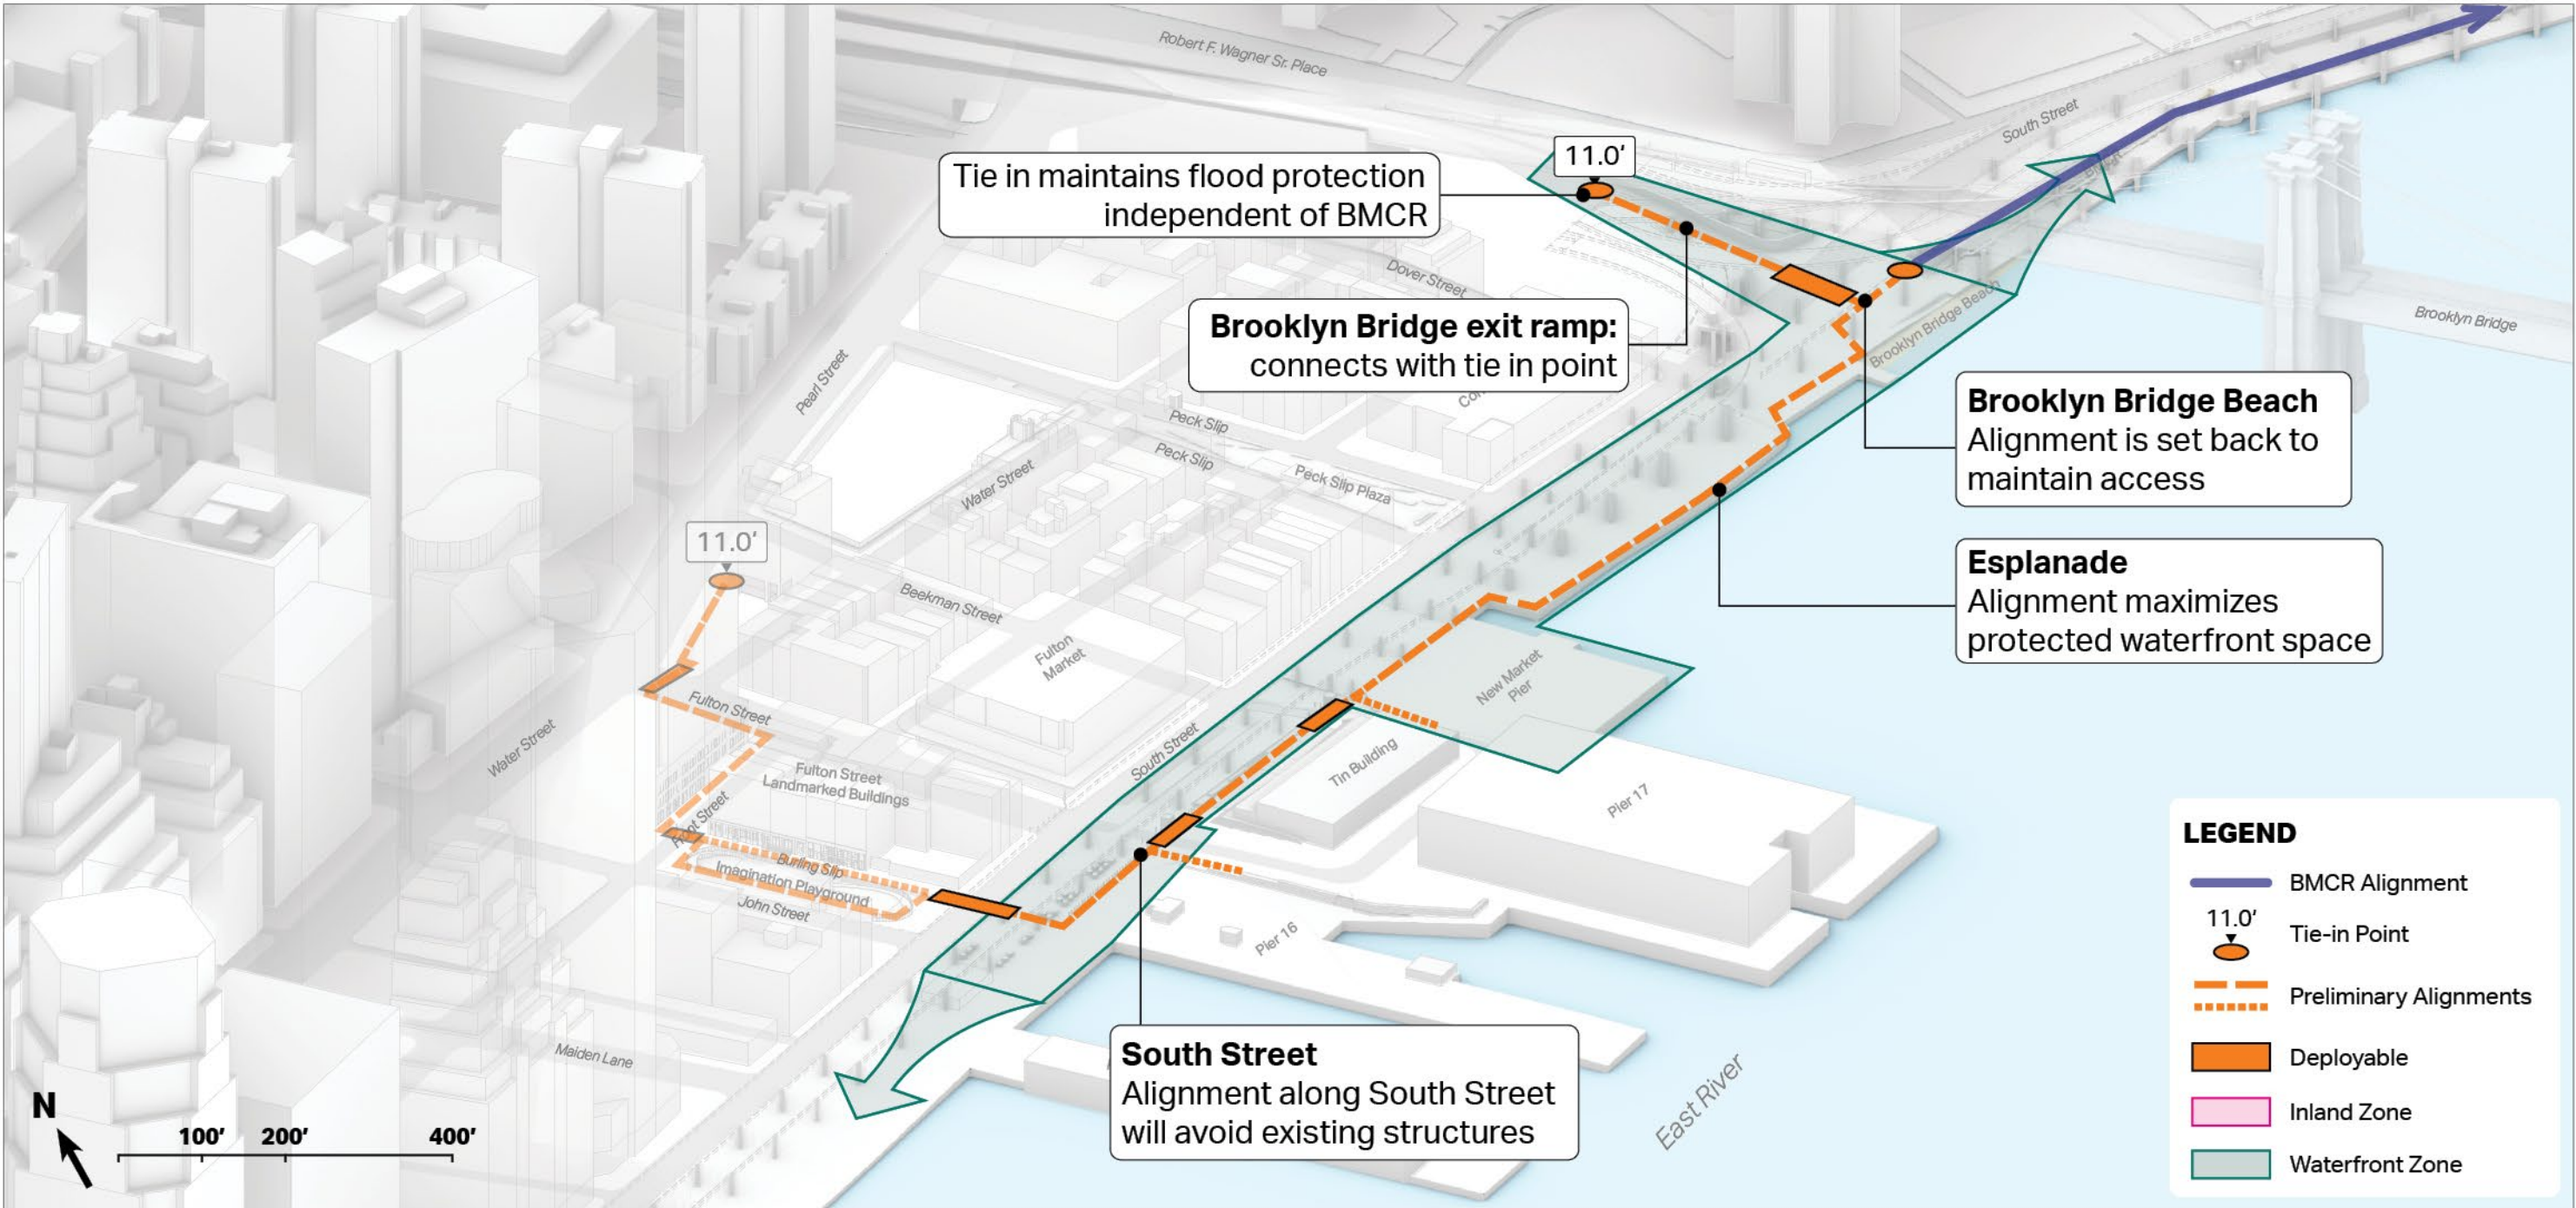 Robert F. Wagner Sr. Place
South Street
11.0'
Tie in maintains flood protection
independent of BMCR
Dover Street
Brooklyn Bridge exit ramp:
connects with tie in point
Brooklyn Bridge Beach
Brooklyn Bridge
Pearl Street
Peck Slip
Peck Slip
Peck Slip Plaza
Water Street
Brooklyn Bridge Beach
Alignment is set back to
maintain access
11.0'
Esplanade
Alignment maximizes
protected waterfront space
Beekman Street
Fulton
Market
New Market
Pier
Fulton Street
Water Street
South Street
Tin Building
Fulton Street
Landmarked Buildings
Pier 17
Street
Burling Slip
Imagination Playground
John Street
Pier 16
Maiden Lane
South Street
Alignment along South Street
will avoid existing structures
East River
N
100' 200' 400'
LEGEND
BMCR Alignment
11.0'
Tie-in Point
Preliminary Alignments
Deployable
Inland Zone
Waterfront Zone